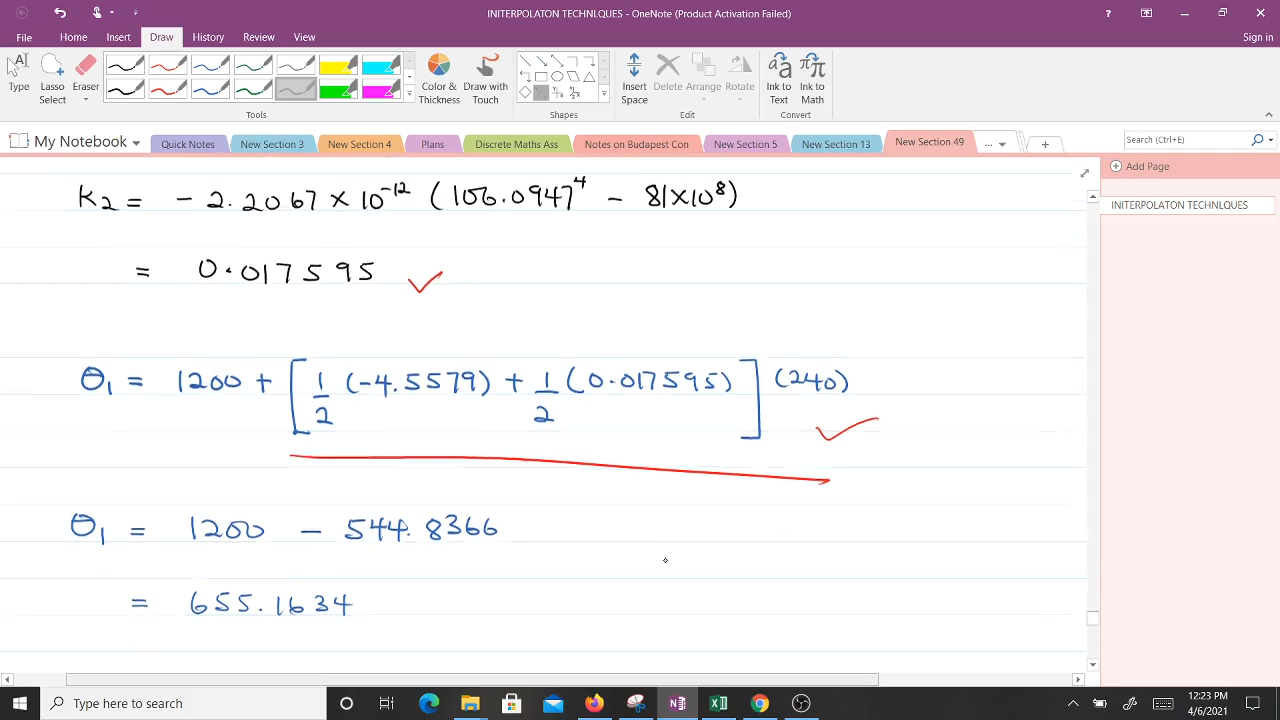 INTERPOLATON TECHNLQUES - OneNote (Product Activation Failed)
?
Sign in
File Home Insert Draw History Review View
Type
Lasso Select
Eraser
Color & Thickness
Draw with Touch
Insert Space
Delete
Arrange
Rotate
Ink to Text
Ink to Math
Tools
Shapes
Edit
Convert
My Notebook
Quick Notes
New Section 3
New Section 4
Plans
Discrete Maths Ass
Notes on Budapest Con
New Section 5
New Section 13
New Section 49
...
Search (Ctrl+E)
Add Page
INTERPOLATON TECHNLQUES
K₂ = - 2.2067 × 10⁻¹² (106.0947⁴ - 81×10⁸)
= 0.017595
θ₁ = 1200 + [1/2 (-4.5579) + 1/2 (0.017595)] (240)
θ₁ = 1200 - 544.8366
= 655.1634
Type here to search
12:23 PM
4/6/2021